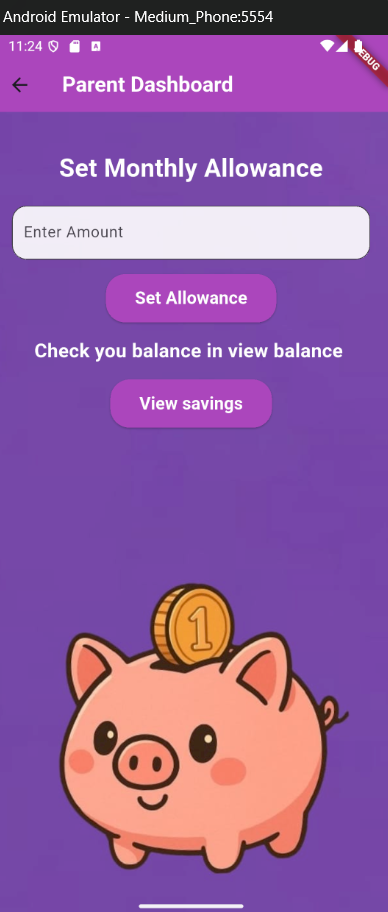 Android Emulator - Medium_Phone:5554
11:24
DEBUG
Parent Dashboard
Set Monthly Allowance
Enter Amount
Set Allowance
Check you balance in view balance
View savings
1